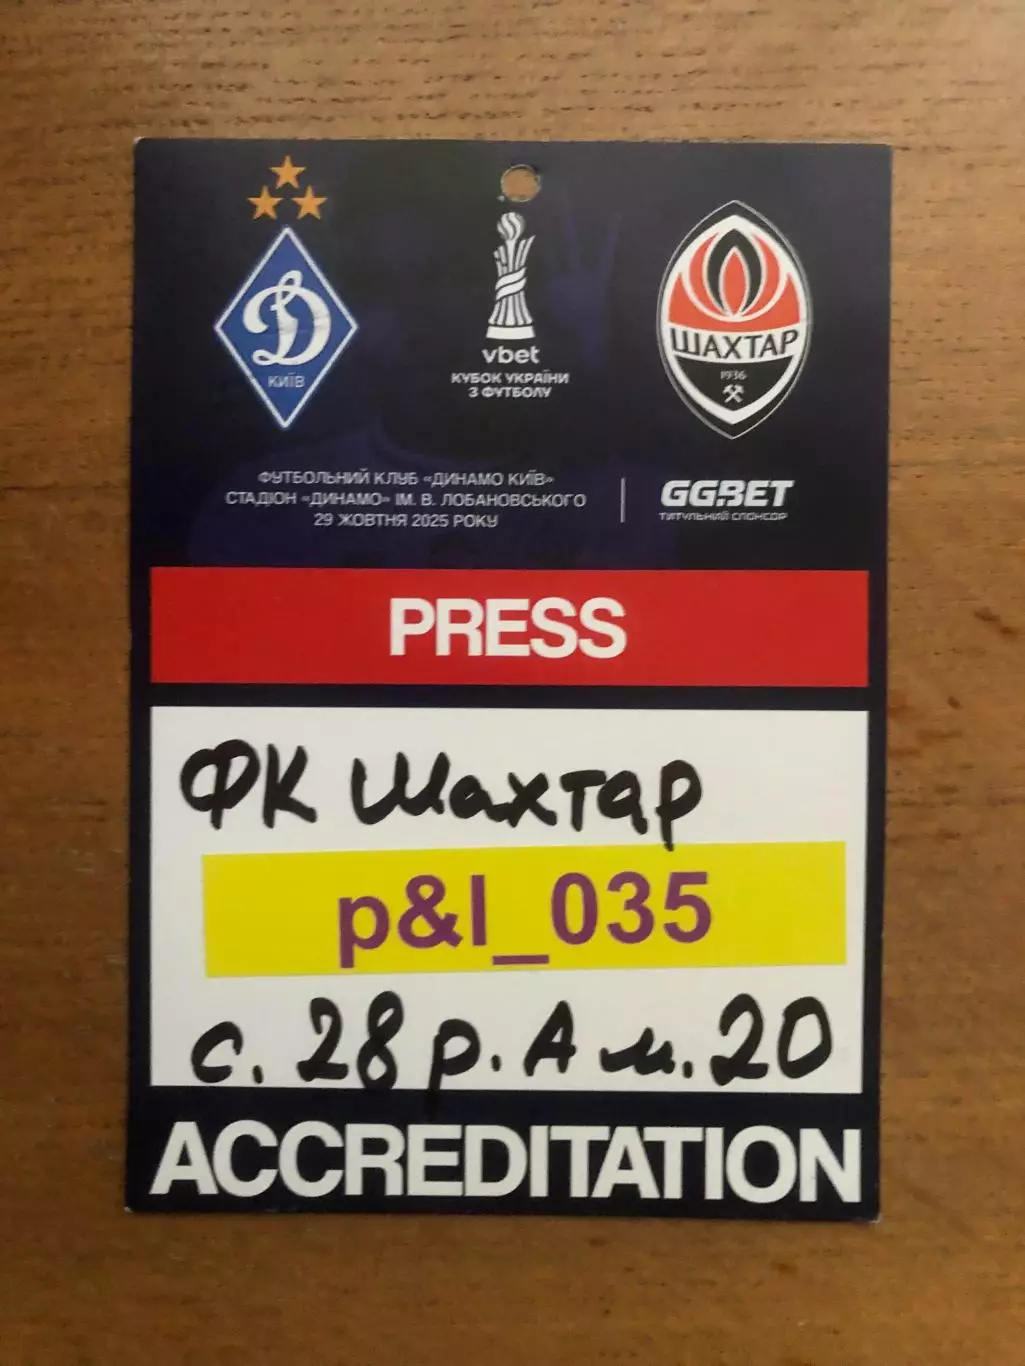 Д
КИЇВ
vbet
КУБОК УКРАЇНИ
З ФУТБОЛУ
ШАХТАР
1936
ФУТБОЛЬНИЙ КЛУБ «ДИНАМО КИЇВ»
СТАДІОН «ДИНАМО» ІМ. В. ЛОБАНОВСЬКОГО
29 ЖОВТНЯ 2025 РОКУ
GGBET
ТИТУЛЬНИЙ СПОНСОР
PRESS
ФК Шахтар
p&l_035
с. 28 р. А м. 20
ACCREDITATION